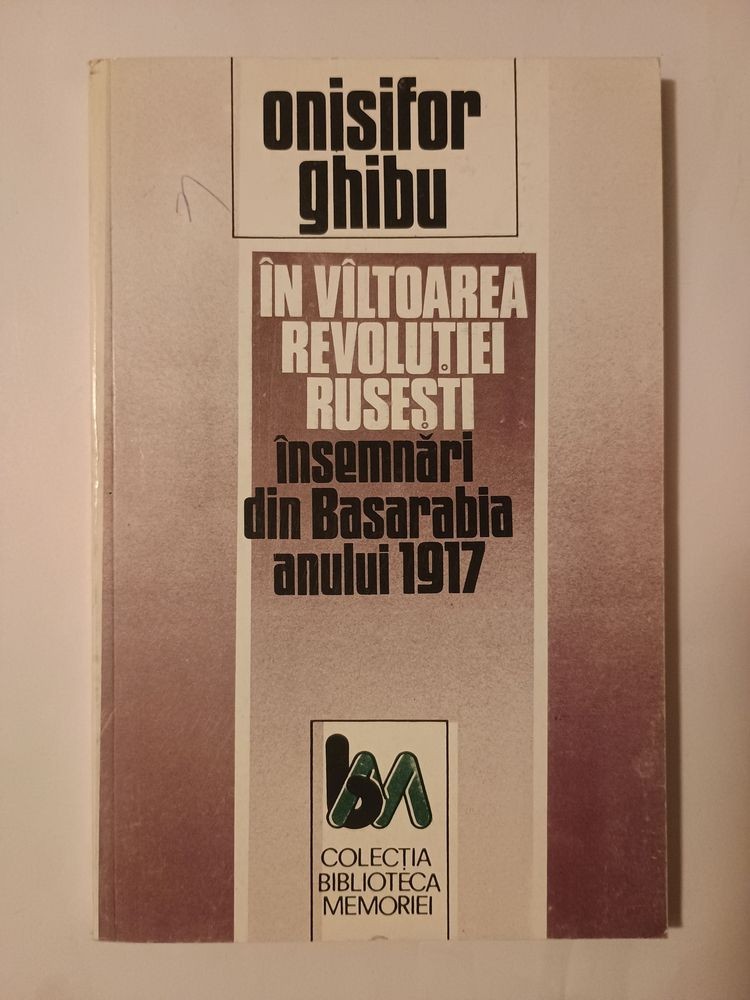 onisifor
ghibu
ÎN VÎLTOAREA
REVOLUȚIEI
RUSEȘTI
însemnări
din Basarabia
anului 1917
bm
COLECȚIA
BIBLIOTECA
MEMORIEI